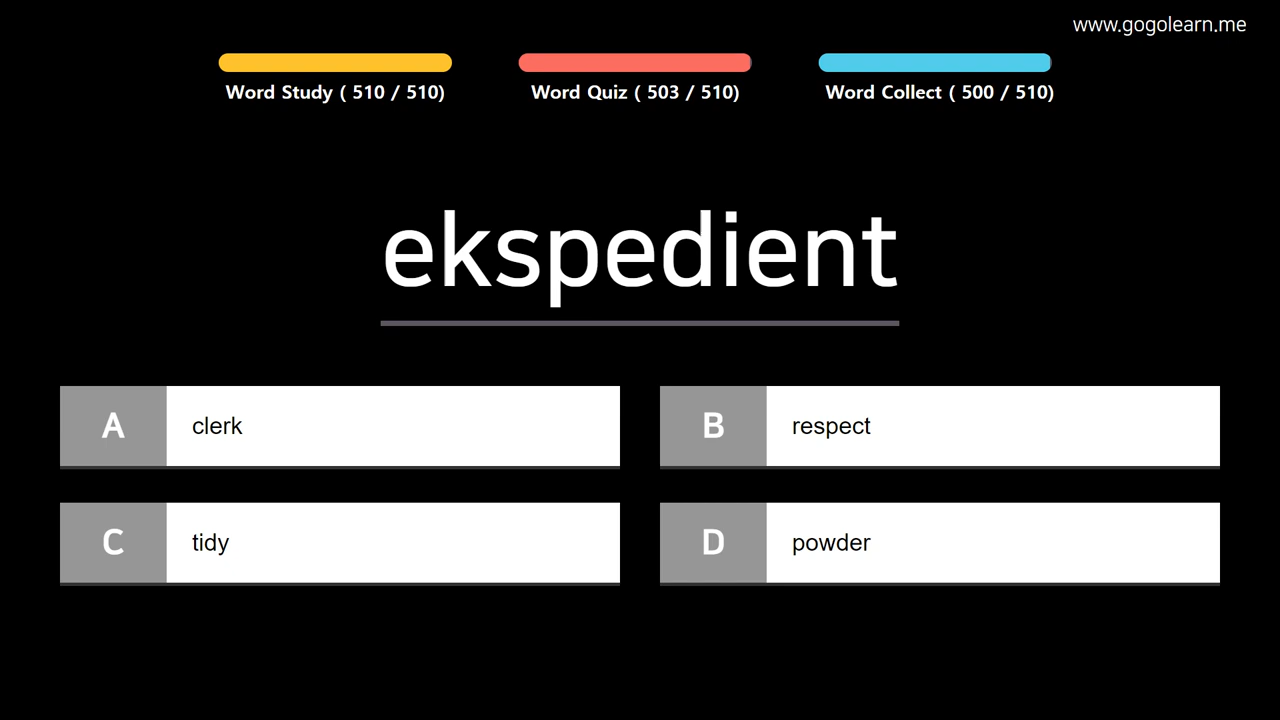 www.gogolearn.me
Word Study ( 510 / 510)
Word Quiz ( 503 / 510)
Word Collect ( 500 / 510)
ekspedient
A clerk
B respect
C tidy
D powder